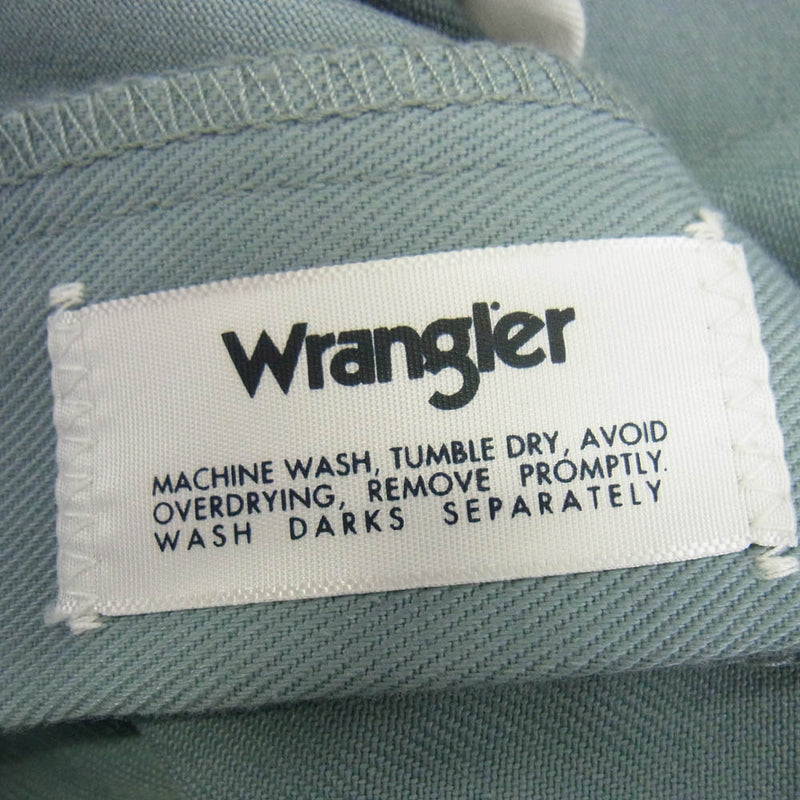 Wrangler
MACHINE WASH, TUMBLE DRY, AVOID
OVERDRYING, REMOVE PROMPTLY.
WASH DARKS SEPARATELY